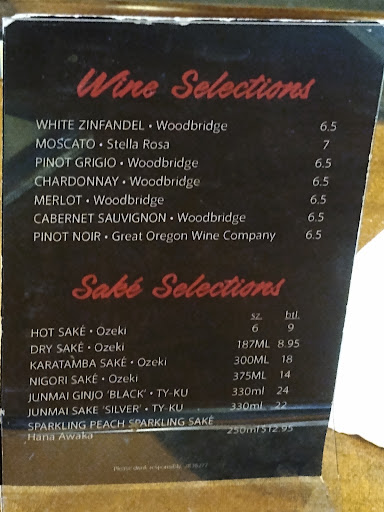 Wine Selections
WHITE ZINFANDEL • Woodbridge 6.5
MOSCATO • Stella Rosa 7
PINOT GRIGIO • Woodbridge 6.5
CHARDONNAY • Woodbridge 6.5
MERLOT • Woodbridge 6.5
CABERNET SAUVIGNON • Woodbridge 6.5
PINOT NOIR • Great Oregon Wine Company 6.5
Saké Selections
sz. btl.
HOT SAKÉ • Ozeki 6 9
DRY SAKÉ • Ozeki 187ML 8.95
KARATAMBA SAKÉ • Ozeki 300ML 18
NIGORI SAKÉ • Ozeki 375ML 14
JUNMAI GINJO 'BLACK' • TY-KU 330ml 24
JUNMAI SAKE 'SILVER' • TY-KU 330ml 22
SPARKLING PEACH SPARKLING SAKÉ
Hana Awaka 250ml $12.95
Please drink responsibly.